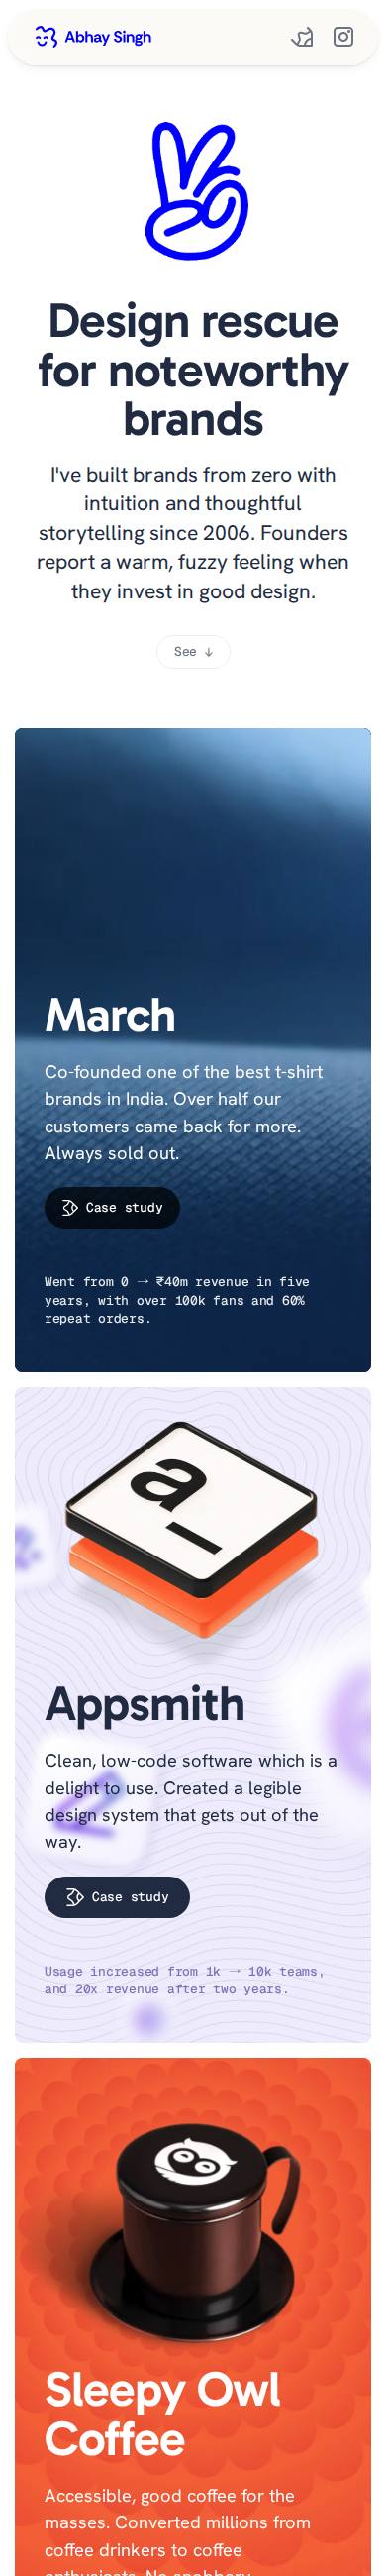 Abhay Singh
Design rescue
for noteworthy
brands
I've built brands from zero with
intuition and thoughtful
storytelling since 2006. Founders
report a warm, fuzzy feeling when
they invest in good design.
See ↓
March
Co-founded one of the best t-shirt
brands in India. Over half our
customers came back for more.
Always sold out.
Case study
Went from 0 → ₹40m revenue in five
years, with over 100k fans and 60%
repeat orders.
a_
Appsmith
Clean, low-code software which is a
delight to use. Created a legible
design system that gets out of the
way.
Case study
Usage increased from 1k → 10k teams,
and 20x revenue after two years.
Sleepy Owl
Coffee
Accessible, good coffee for the
masses. Converted millions from
coffee drinkers to coffee
enthusiasts. No snobbery.